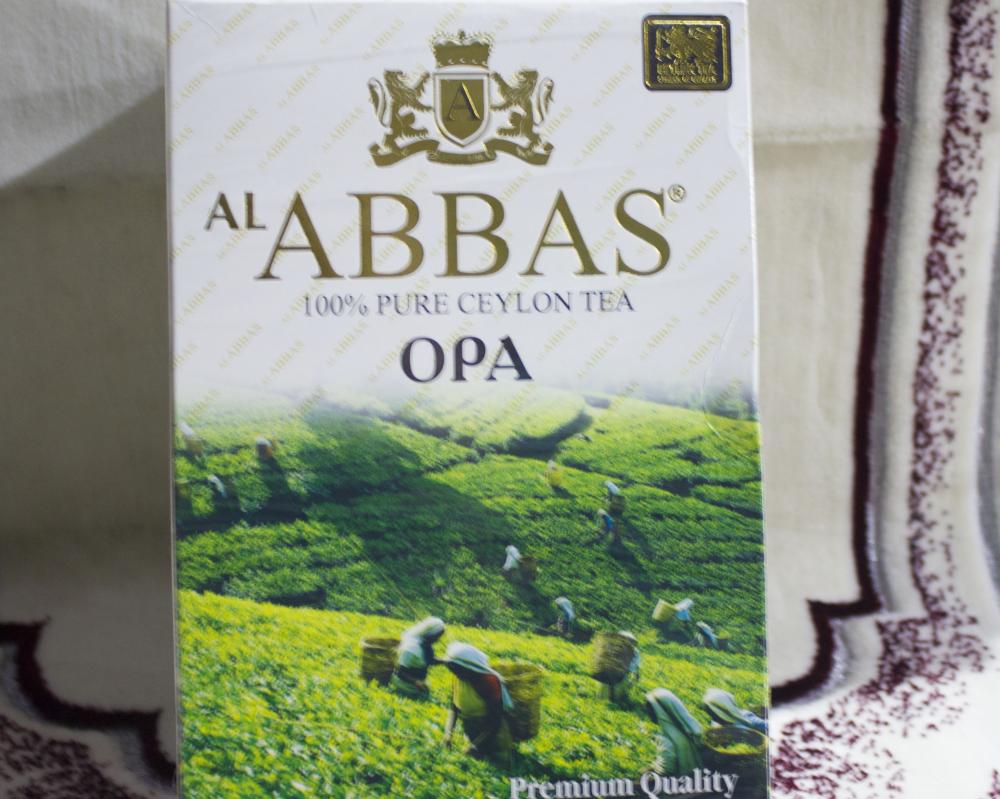 A
AL ABBAS®
100% PURE CEYLON TEA
OPA
Premium Quality